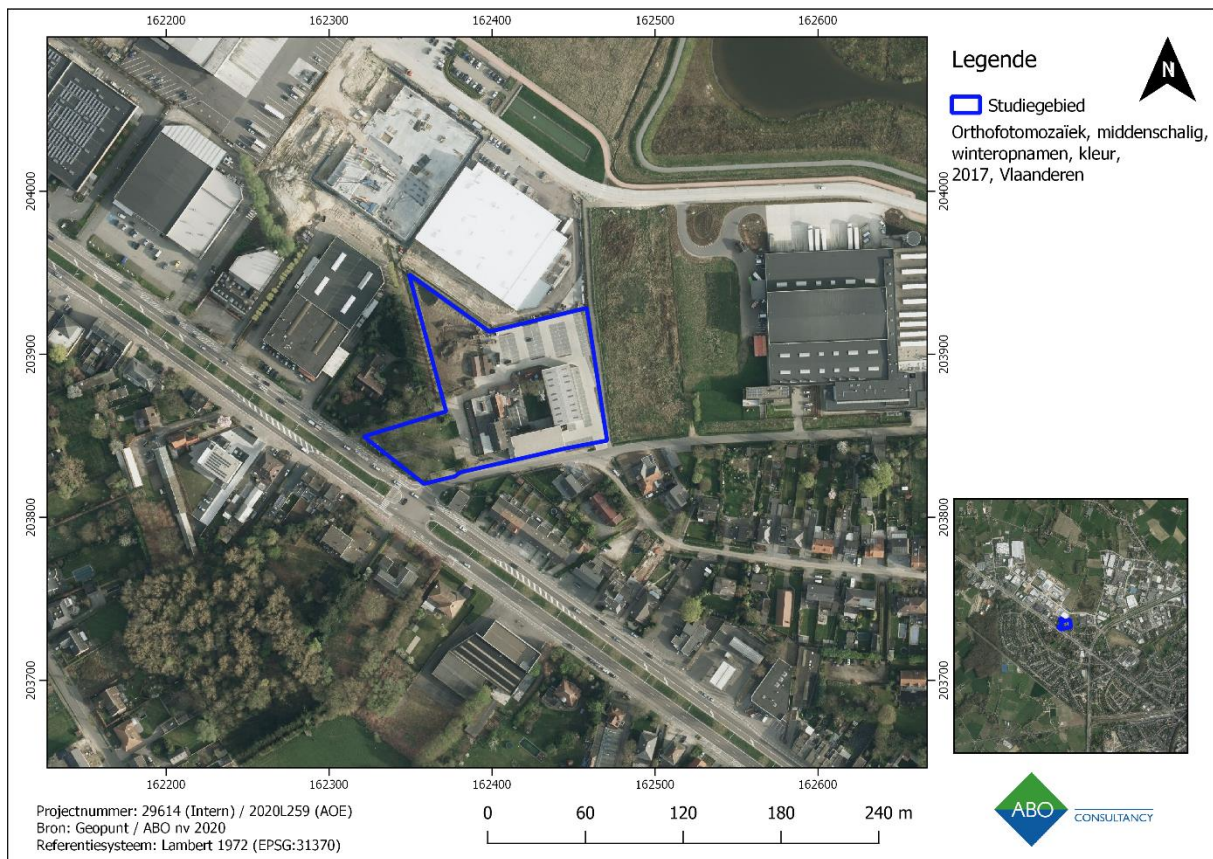 162200
162300
162400
162500
162600
204000
203900
203800
203700
204000
203900
203800
203700
162200
162300
162400
162500
162600
Legende
N
Studiegebied
Orthofotomozaïek, middenschalig,
winteropnamen, kleur,
2017, Vlaanderen
Projectnummer: 29614 (Intern) / 2020L259 (AOE)
Bron: Geopunt / ABO nv 2020
Referentiesysteem: Lambert 1972 (EPSG:31370)
0 60 120 180 240 m
ABO
CONSULTANCY